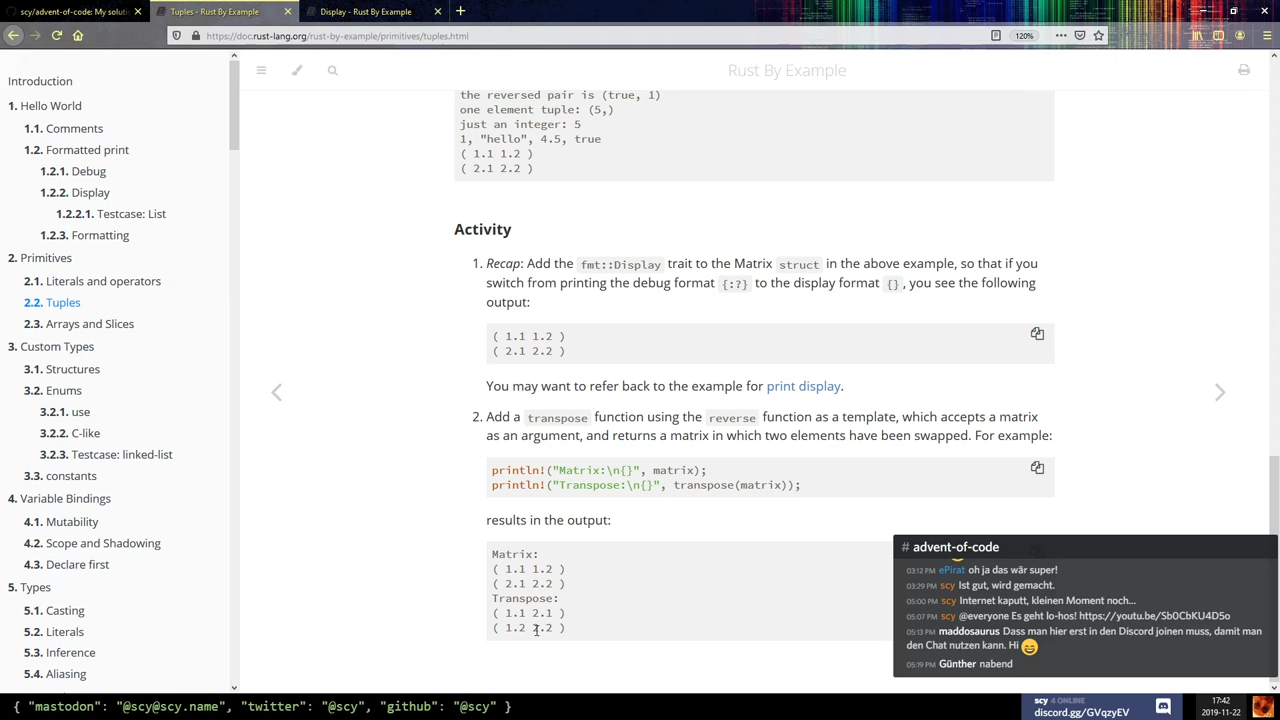 scy/advent-of-code: My soluti
Tuples - Rust By Example
Display - Rust By Example
https://doc.rust-lang.org/rust-by-example/primitives/tuples.html
120%
Introduction
1. Hello World
1.1. Comments
1.2. Formatted print
1.2.1. Debug
1.2.2. Display
1.2.2.1. Testcase: List
1.2.3. Formatting
2. Primitives
2.1. Literals and operators
2.2. Tuples
2.3. Arrays and Slices
3. Custom Types
3.1. Structures
3.2. Enums
3.2.1. use
3.2.2. C-like
3.2.3. Testcase: linked-list
3.3. constants
4. Variable Bindings
4.1. Mutability
4.2. Scope and Shadowing
4.3. Declare first
5. Types
5.1. Casting
5.2. Literals
5.3. Inference
5.4. Aliasing
Rust By Example
the reversed pair is (true, 1)
one element tuple: (5,)
just an integer: 5
1, "hello", 4.5, true
( 1.1 1.2 )
( 2.1 2.2 )
Activity
1. Recap: Add the fmt::Display trait to the Matrix struct in the above example, so that if you
switch from printing the debug format {:?} to the display format {}, you see the following
output:
( 1.1 1.2 )
( 2.1 2.2 )
You may want to refer back to the example for print display.
2. Add a transpose function using the reverse function as a template, which accepts a matrix
as an argument, and returns a matrix in which two elements have been swapped. For example:
println!("Matrix:\n{}", matrix);
println!("Transpose:\n{}", transpose(matrix));
results in the output:
Matrix:
( 1.1 1.2 )
( 2.1 2.2 )
Transpose:
( 1.1 2.1 )
( 1.2 2.2 )
# advent-of-code
03:12 PM ePirat oh ja das wär super!
03:29 PM scy Ist gut, wird gemacht.
05:00 PM scy Internet kaputt, kleinen Moment noch...
05:07 PM scy @everyone Es geht lo-hos! https://youtu.be/Sb0CbKU4D5o
05:13 PM maddosaurus Dass man hier erst in den Discord joinen muss, damit man
den Chat nutzen kann. Hi
05:19 PM Günther nabend
{ "mastodon": "@scy@scy.name", "twitter": "@scy", "github": "@scy" }
scy 4 ONLINE
discord.gg/GVqzyEV
17:42
2019-11-22